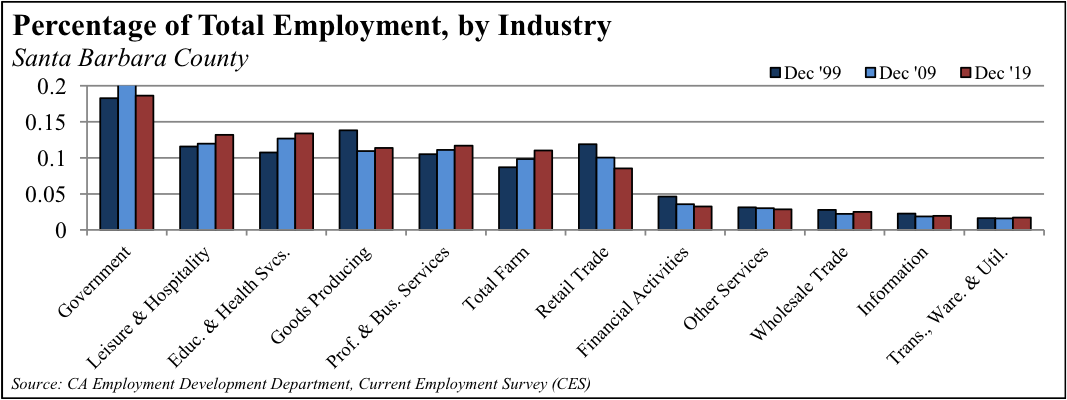 Percentage of Total Employment, by Industry
Santa Barbara County
Dec '99 Dec '09 Dec '19
0.2
0.15
0.1
0.05
0
Government
Leisure & Hospitality
Educ. & Health Svcs.
Goods Producing
Prof. & Bus. Services
Total Farm
Retail Trade
Financial Activities
Other Services
Wholesale Trade
Information
Trans., Ware. & Util.
Source: CA Employment Development Department, Current Employment Survey (CES)